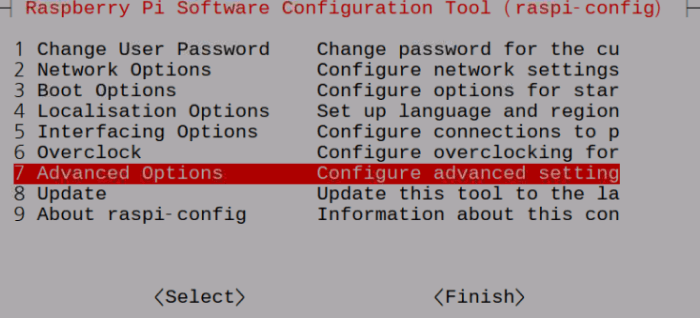 Raspberry Pi Software Configuration Tool (raspi-config)
1 Change User Password Change password for the cu
2 Network Options Configure network settings
3 Boot Options Configure options for star
4 Localisation Options Set up language and region
5 Interfacing Options Configure connections to p
6 Overclock Configure overclocking for
7 Advanced Options Configure advanced setting
8 Update Update this tool to the la
9 About raspi-config Information about this con
<Select> <Finish>